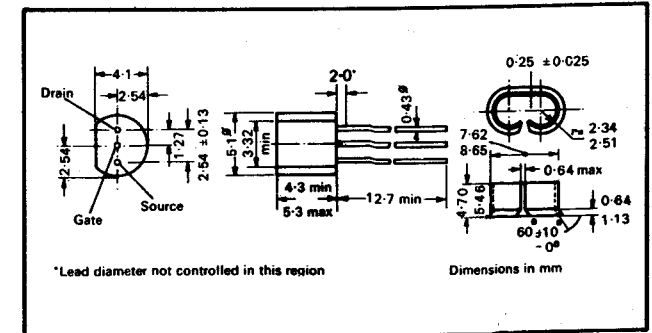 4·1
2·54
Drain
2·54
1·27
2·54 ±0·13
Gate
Source
2·0*
0·43ø
5·1ø
3·32
min
4·3 min
5·3 max
12·7 min
*Lead diameter not controlled in this region
0·25 ±0·025
r=
2·34
2·51
7·62
8·65
0·64 max
4·70
5·46
0·64
1·13
Dimensions in mm